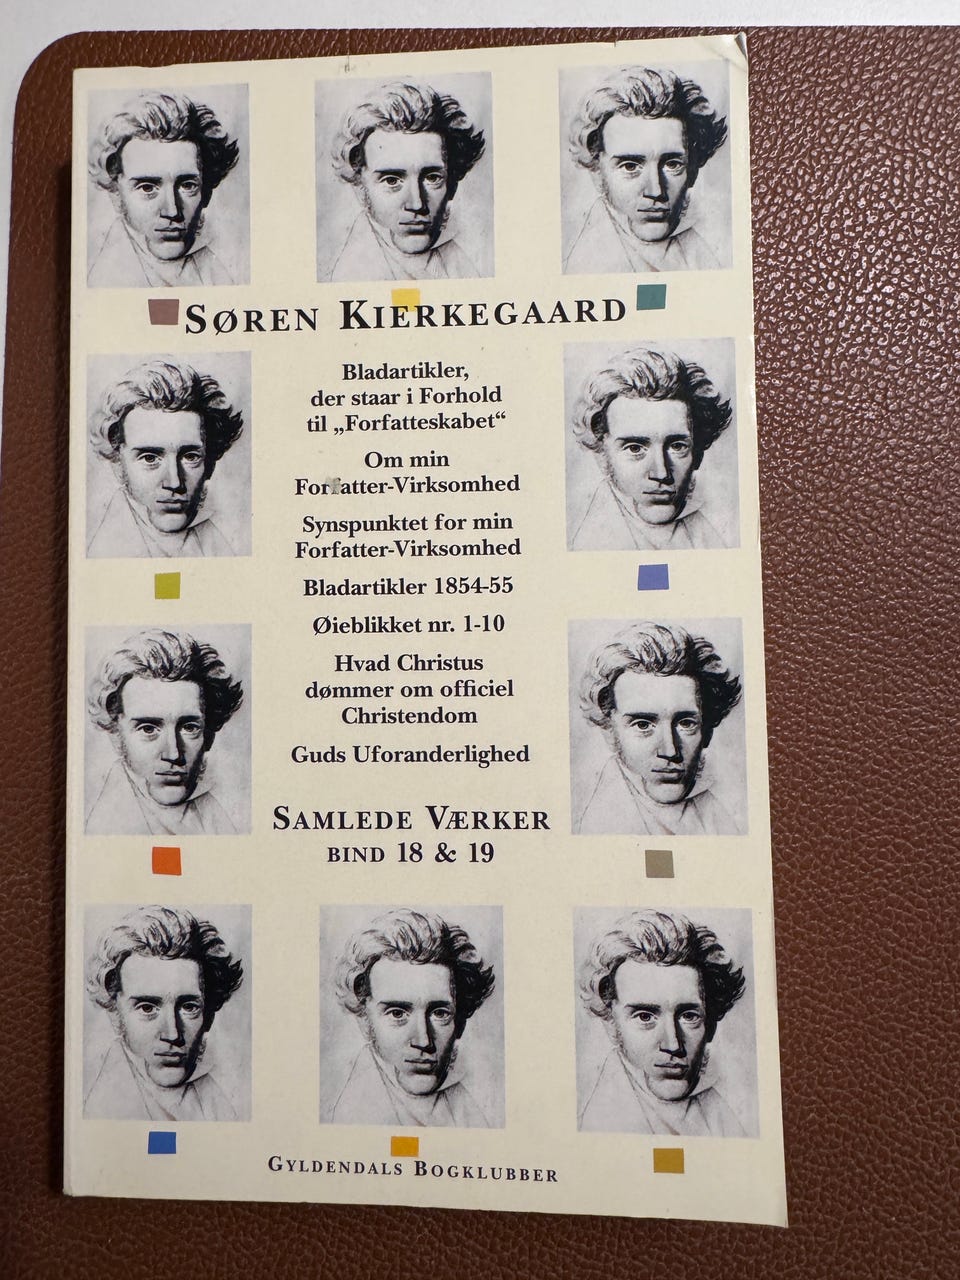 SØREN KIERKEGAARD
Bladartikler,
der staar i Forhold
til „Forfatteskabet“
Om min
Forfatter-Virksomhed
Synspunktet for min
Forfatter-Virksomhed
Bladartikler 1854-55
Øieblikket nr. 1-10
Hvad Christus
dømmer om officiel
Christendom
Guds Uforanderlighed
SAMLEDE VÆRKER
BIND 18 & 19
GYLDENDALS BOGKLUBBER